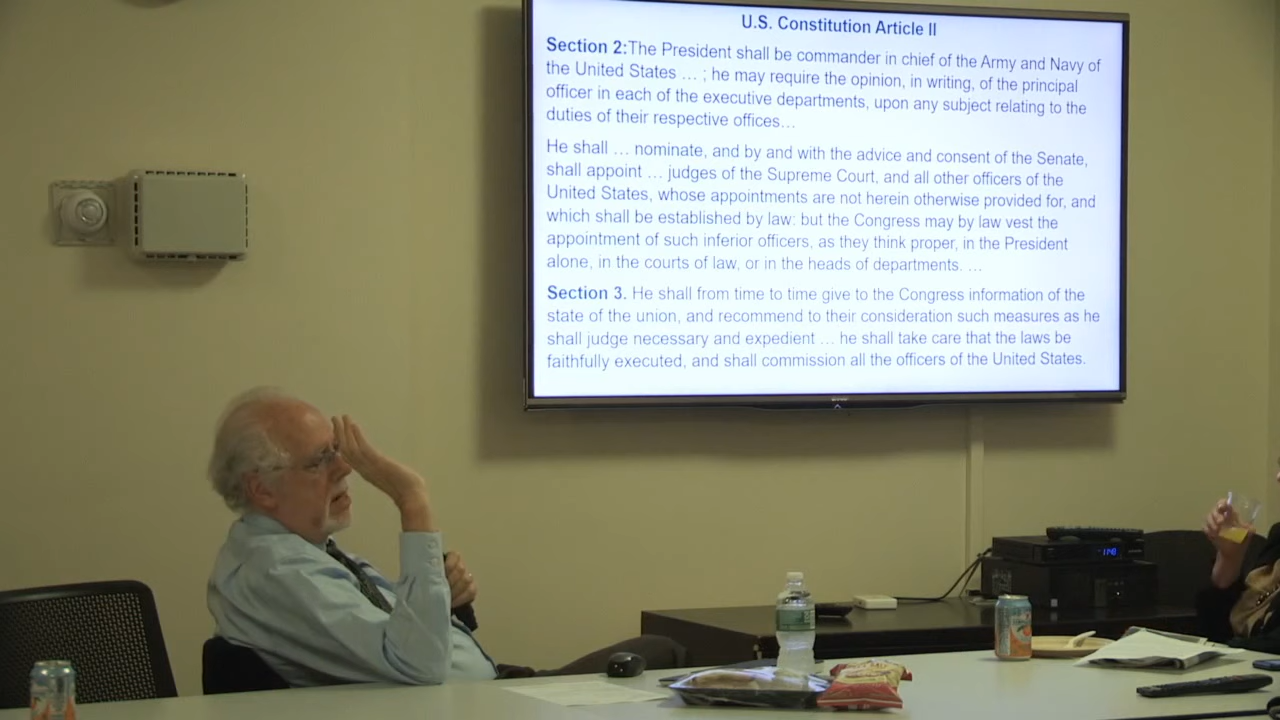 U.S. Constitution Article II
Section 2:The President shall be commander in chief of the Army and Navy of
the United States … ; he may require the opinion, in writing, of the principal
officer in each of the executive departments, upon any subject relating to the
duties of their respective offices…
He shall … nominate, and by and with the advice and consent of the Senate,
shall appoint … judges of the Supreme Court, and all other officers of the
United States, whose appointments are not herein otherwise provided for, and
which shall be established by law: but the Congress may by law vest the
appointment of such inferior officers, as they think proper, in the President
alone, in the courts of law, or in the heads of departments. …
Section 3. He shall from time to time give to the Congress information of the
state of the union, and recommend to their consideration such measures as he
shall judge necessary and expedient … he shall take care that the laws be
faithfully executed, and shall commission all the officers of the United States.